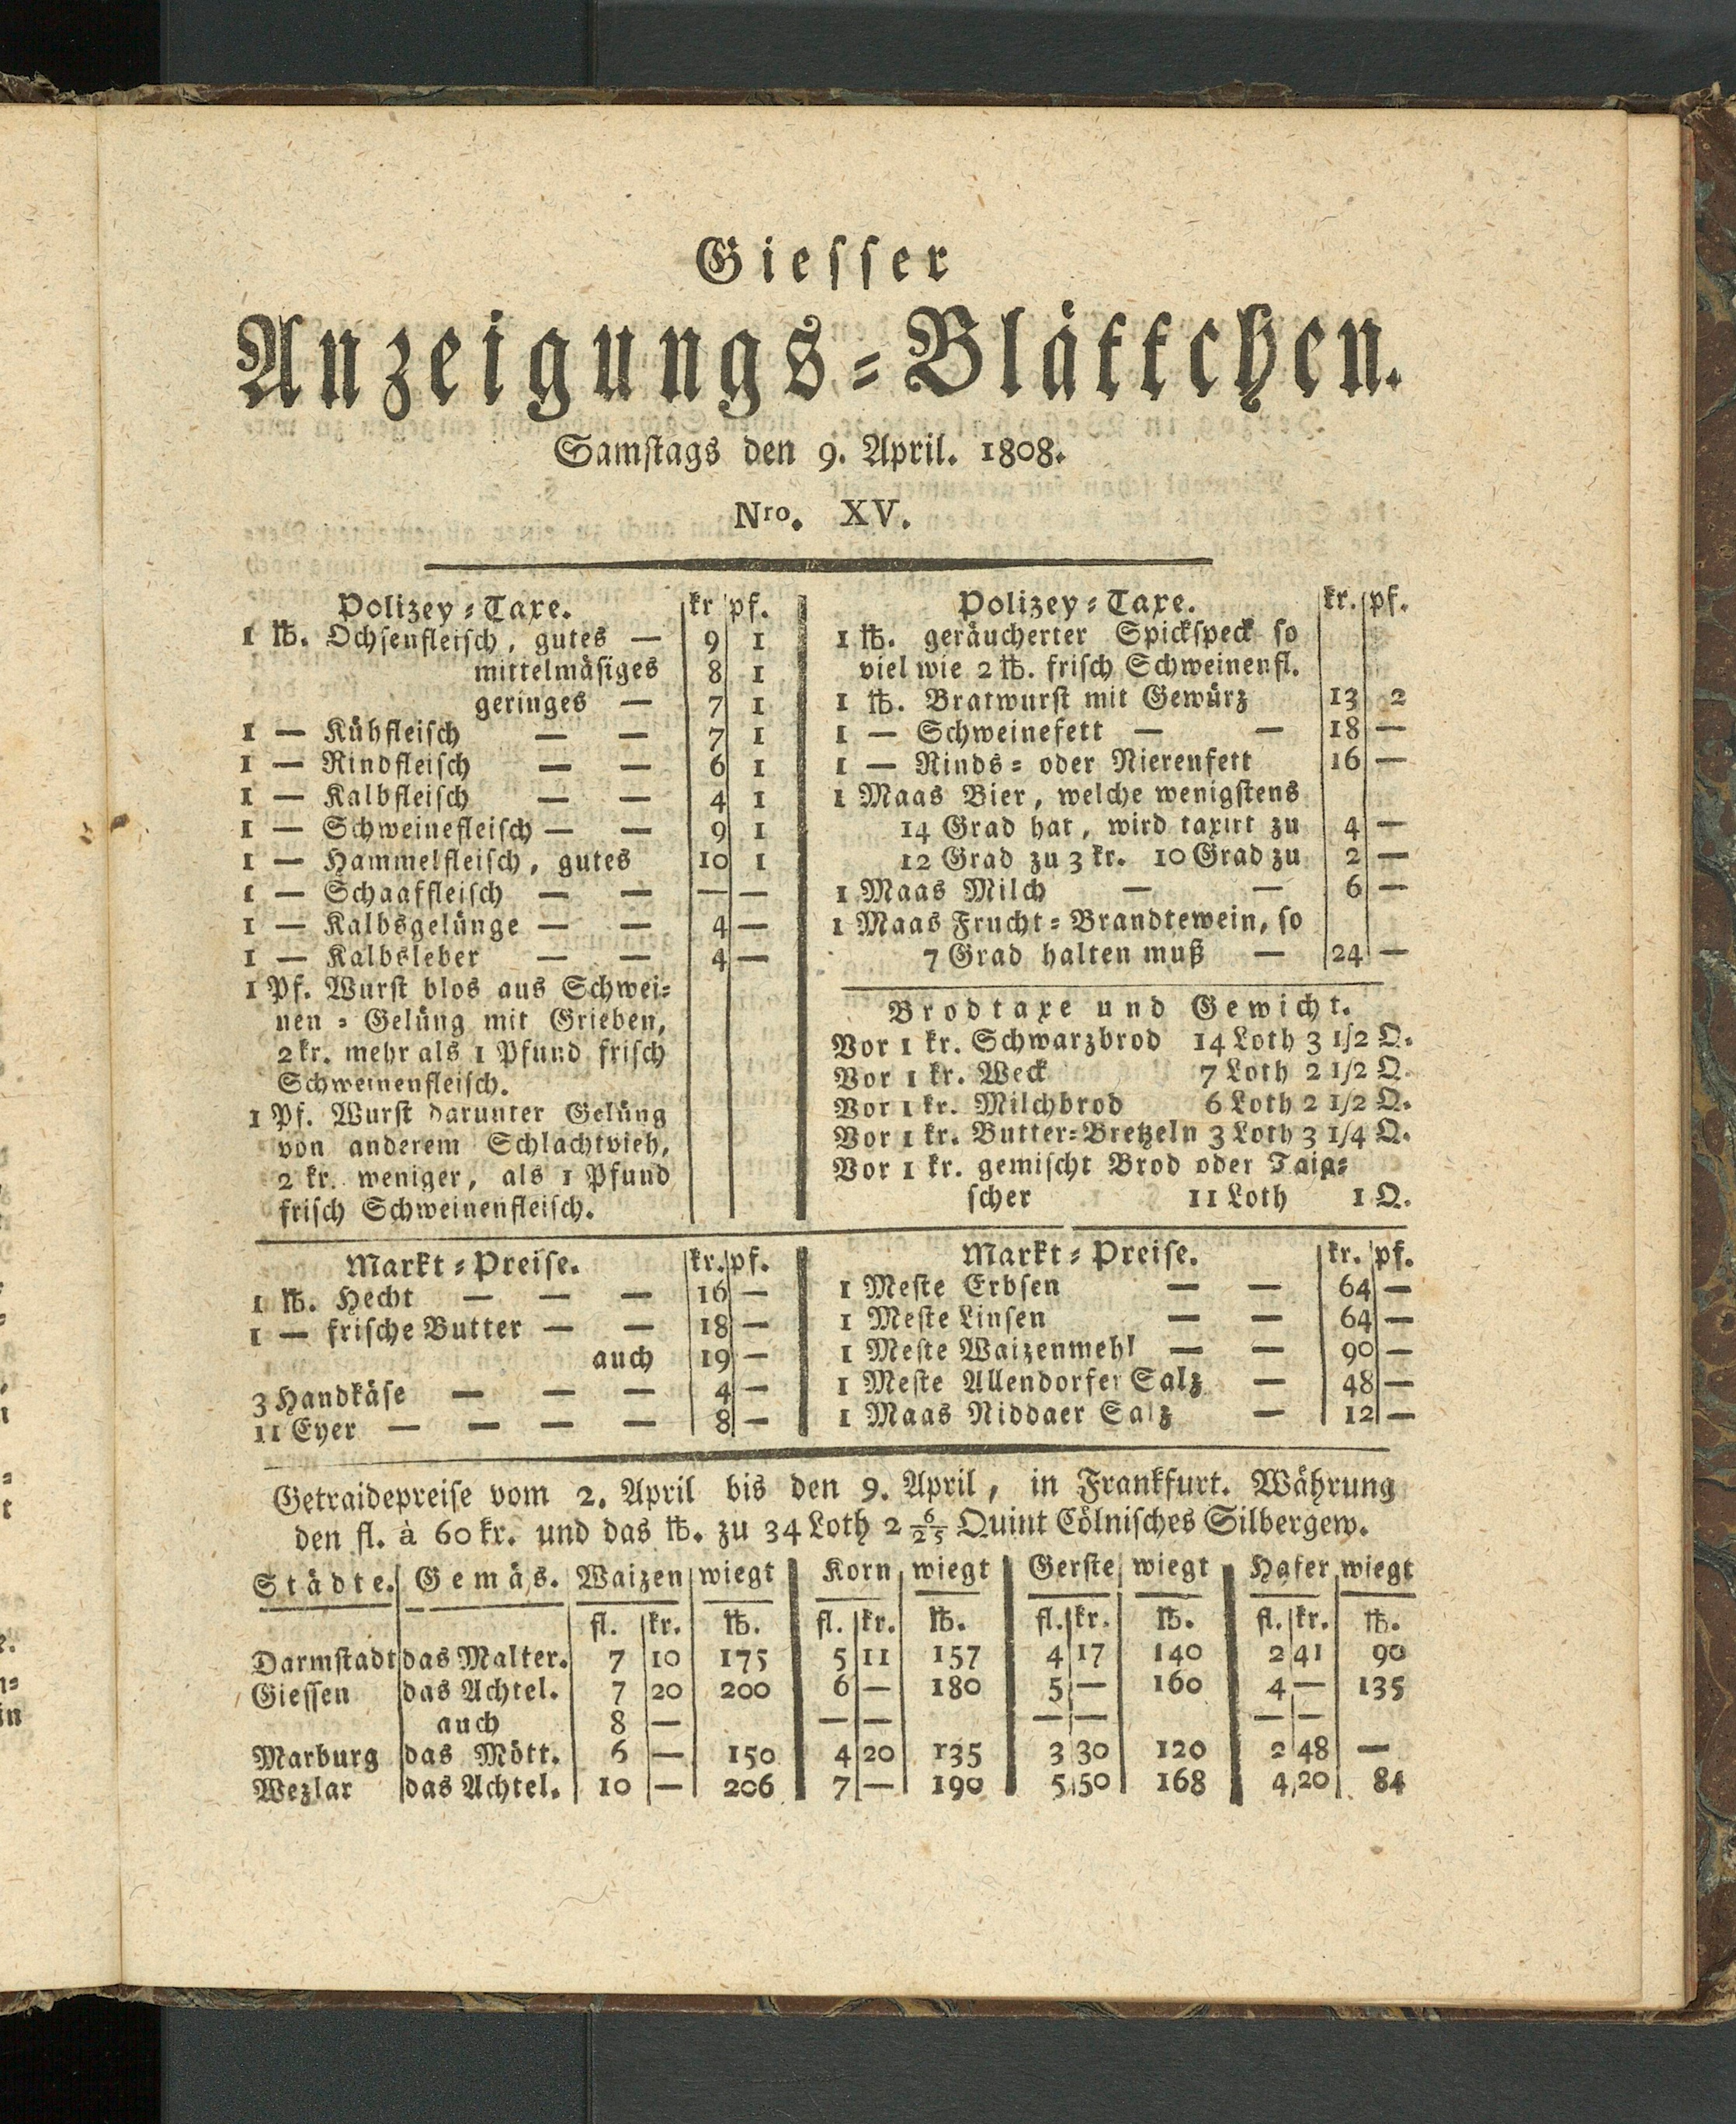 Giesser
Anzeigungs-Blättchen.
Samstags den 9. April. 1808.
Nro. XV.
Polizey-Taxe. kr pf.
1 ℔. Ochsenfleisch, gutes — 9 1
mittelmäsiges 8 1
geringes — 7 1
1 — Kühfleisch — — 7 1
1 — Rindfleisch — — 6 1
1 — Kalbfleisch — — 4 1
1 — Schweinefleisch — — 9 1
1 — Hammelfleisch, gutes 10 1
1 — Schaaffleisch — — — —
1 — Kalbsgelünge — — 4 —
1 — Kalbsleber — — 4 —
1 Pf. Wurst blos aus Schwei-
nen-Gelüng mit Grieben,
2 kr. mehr als 1 Pfund frisch
Schweinenfleisch.
1 Pf. Wurst darunter Gelüng
von anderem Schlachtvieh,
2 kr. weniger, als 1 Pfund
frisch Schweinenfleisch.
Polizey-Taxe. kr. pf.
1 ℔. geräucherter Spickspeck so
viel wie 2 ℔. frisch Schweinenfl.
1 ℔. Bratwurst mit Gewürz 13 2
1 — Schweinefett — — 18 —
1 — Rinds- oder Nierenfett 16 —
1 Maas Bier, welche wenigstens
14 Grad hat, wird taxirt zu 4 —
12 Grad zu 3 kr. 10 Grad zu 2 —
1 Maas Milch — — 6 —
1 Maas Frucht-Brandtewein, so
7 Grad halten muß — 24 —
Brodtaxe und Gewicht.
Vor 1 kr. Schwarzbrod 14 Loth 3 1/2 Q.
Vor 1 kr. Weck 7 Loth 2 1/2 Q.
Vor 1 kr. Milchbrod 6 Loth 2 1/2 Q.
Vor 1 kr. Butter-Bretzeln 3 Loth 3 1/4 Q.
Vor 1 kr. gemischt Brod oder Taig-
scher 11 Loth 1 Q.
Markt-Preise. kr. pf.
1 ℔. Hecht — — — 16 —
1 — frische Butter — — 18 —
auch 19 —
3 Handkäse — — — 4 —
11 Eyer — — — — 8 —
Markt-Preise. kr. pf.
1 Meste Erbsen — — 64 —
1 Meste Linsen — — 64 —
1 Meste Waizenmehl — — 90 —
1 Meste Allendorfer Salz — 48 —
1 Maas Niddaer Salz — 12 —
Getraidepreise vom 2. April bis den 9. April, in Frankfurt. Währung
den fl. à 60 kr. und das ℔. zu 34 Loth 2 6/25 Quint Cölnisches Silbergew.
Städte. Gemäs. Waizen wiegt Korn wiegt Gerste wiegt Hafer wiegt
fl. kr. ℔. fl. kr. ℔. fl. kr. ℔. fl. kr. ℔.
Darmstadt das Malter. 7 10 175 5 11 157 4 17 140 2 41 90
Giessen das Achtel. 7 20 200 6 — 180 5 — 160 4 — 135
auch 8 — — — — — — —
Marburg das Mött. 6 — 150 4 20 135 3 30 120 2 48 —
Wezlar das Achtel. 10 — 206 7 — 190 5 50 168 4 20 84